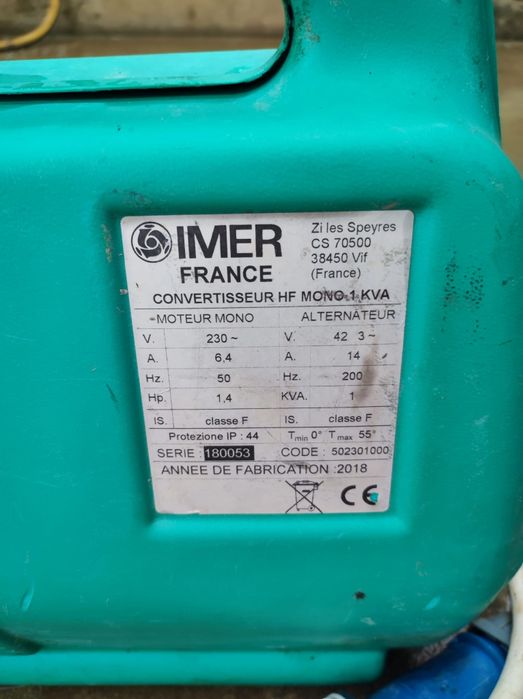 IMER
FRANCE
Zi les Speyres
CS 70500
38450 Vif
(France)
CONVERTISSEUR HF MONO 1 KVA
MOTEUR MONO ALTERNATEUR
V. 230 ~ V. 42 3 ~
A. 6,4 A. 14
Hz. 50 Hz. 200
Hp. 1,4 KVA. 1
IS. classe F IS. classe F
Protezione IP : 44 Tmin 0° Tmax 55°
SERIE : 180053 CODE : 502301000
ANNEE DE FABRICATION :2018
CE